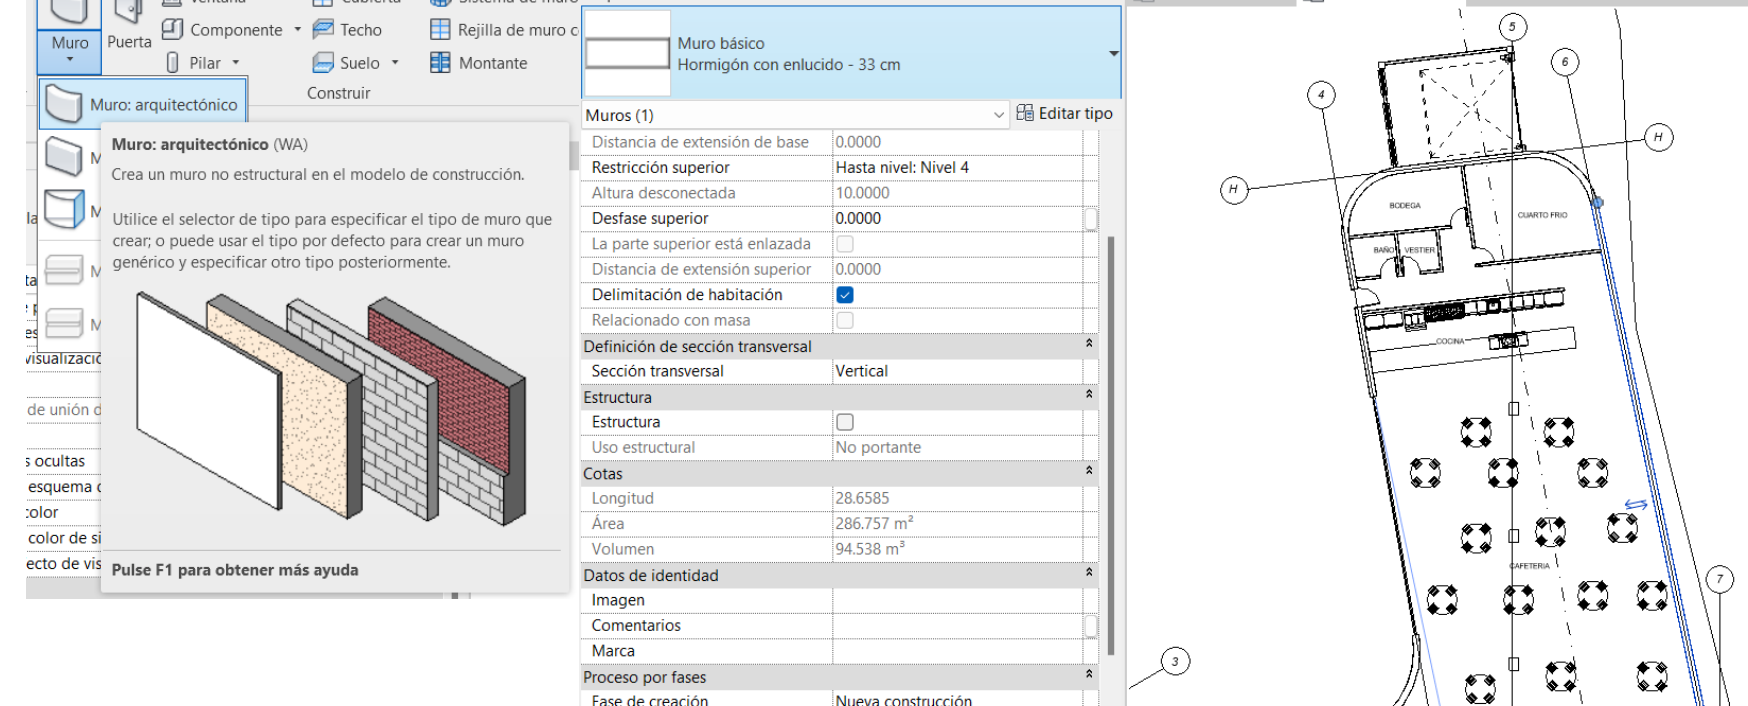 Ventana
Cubierta
Sistema de muro
Muro
Puerta
Componente
Techo
Rejilla de muro c
Pilar
Suelo
Montante
Construir
Muro: arquitectónico
M
M
M
M
Muro: arquitectónico (WA)
Crea un muro no estructural en el modelo de construcción.
Utilice el selector de tipo para especificar el tipo de muro que
crear; o puede usar el tipo por defecto para crear un muro
genérico y especificar otro tipo posteriormente.
Pulse F1 para obtener más ayuda
la
ta
es
visualizació
de unión d
s ocultas
esquema d
color
color de si
ecto de vis
Muro básico
Hormigón con enlucido - 33 cm
Muros (1)
Editar tipo
Distancia de extensión de base 0.0000
Restricción superior Hasta nivel: Nivel 4
Altura desconectada 10.0000
Desfase superior 0.0000
La parte superior está enlazada
Distancia de extensión superior 0.0000
Delimitación de habitación
Relacionado con masa
Definición de sección transversal
Sección transversal Vertical
Estructura
Estructura
Uso estructural No portante
Cotas
Longitud 28.6585
Área 286.757 m²
Volumen 94.538 m³
Datos de identidad
Imagen
Comentarios
Marca
Proceso por fases
Fase de creación Nueva construcción
5
6
4
H
H
BODEGA
CUARTO FRIO
BAÑO
VESTIER
COCINA
CAFETERIA
7
3